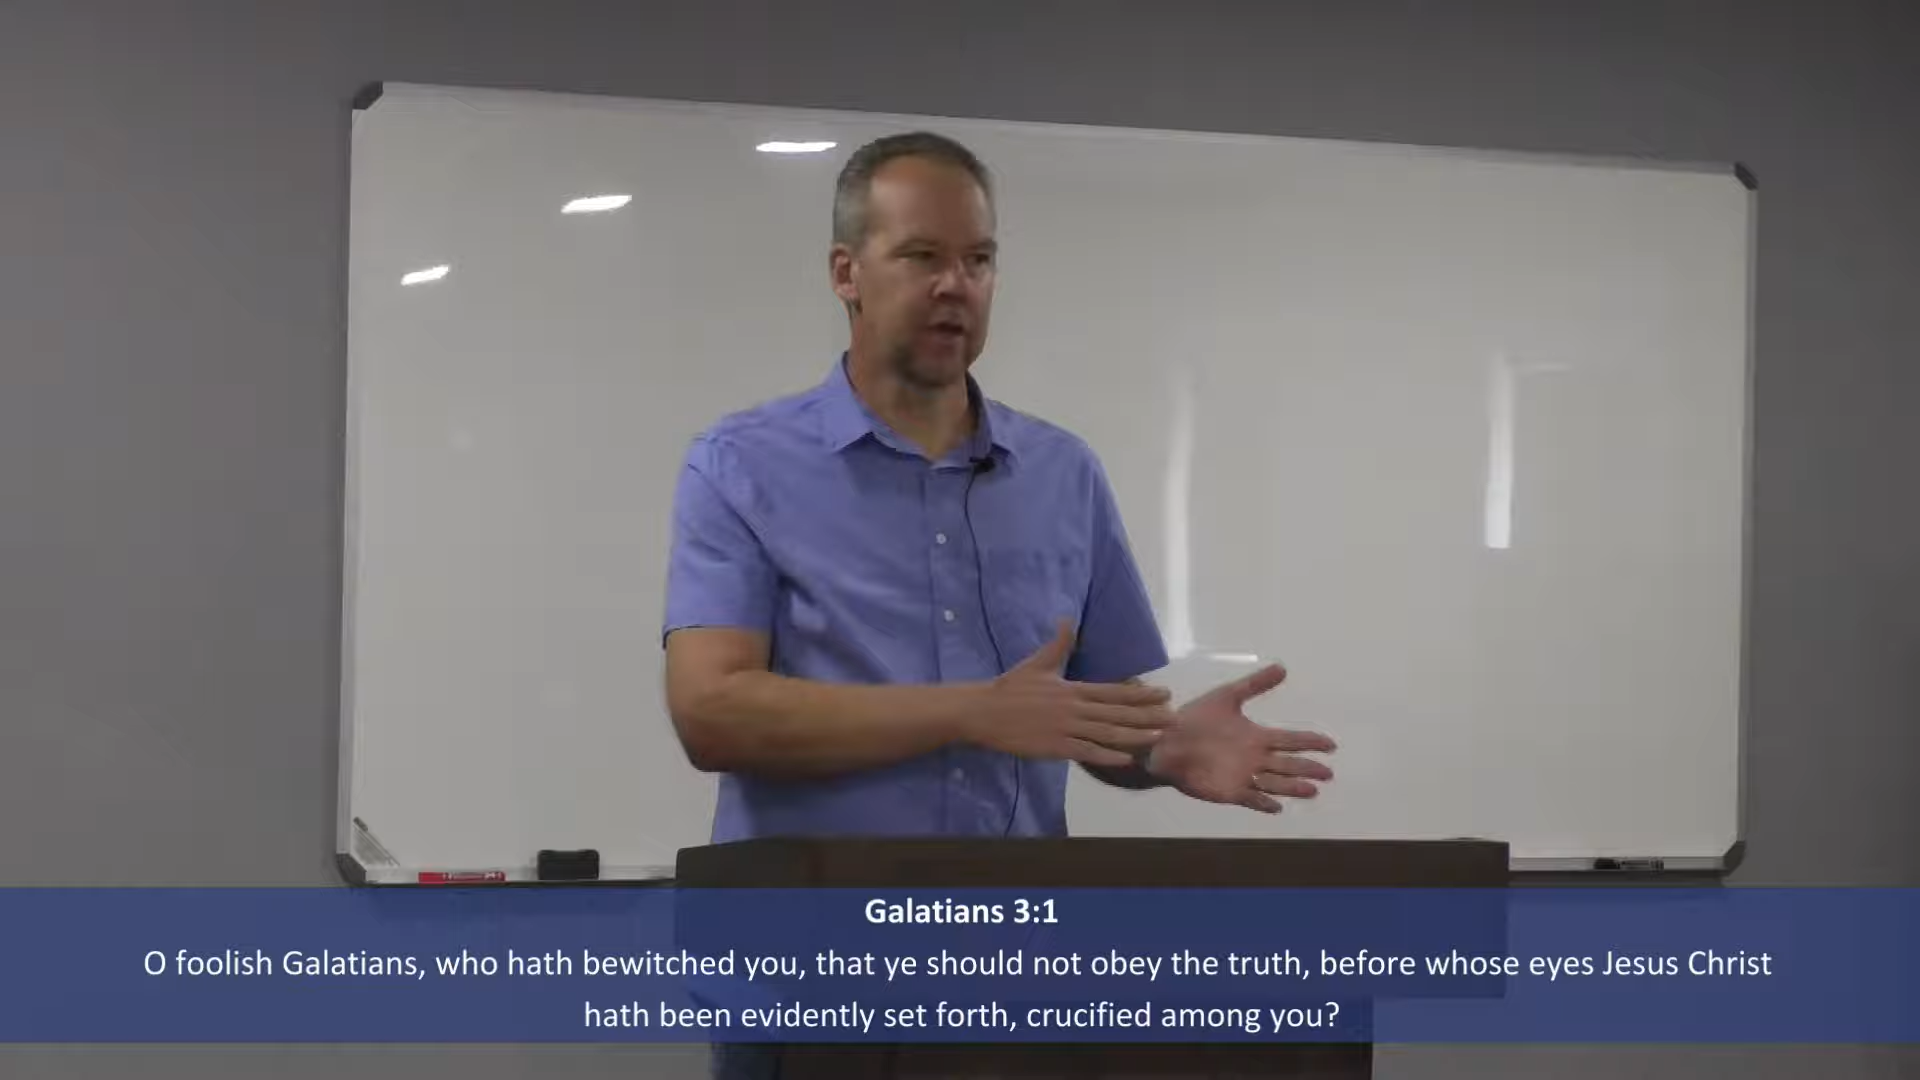 Galatians 3:1
O foolish Galatians, who hath bewitched you, that ye should not obey the truth, before whose eyes Jesus Christ
hath been evidently set forth, crucified among you?